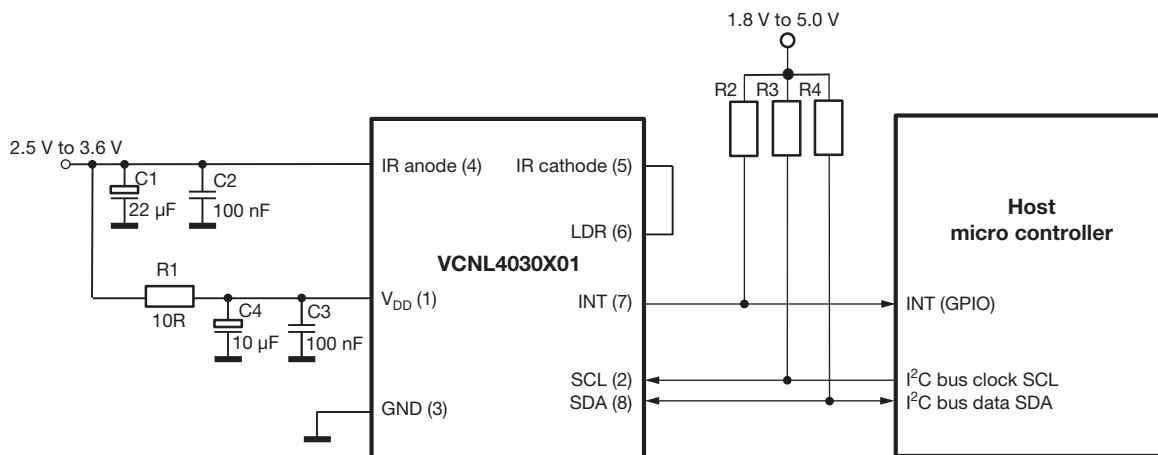 1.8 V to 5.0 V
R2 R3 R4
2.5 V to 3.6 V
C1
22 µF
C2
100 nF
R1
10R
C4
10 µF
C3
100 nF
IR anode (4)
V_DD (1)
GND (3)
VCNL4030X01
IR cathode (5)
LDR (6)
INT (7)
SCL (2)
SDA (8)
Host
micro controller
INT (GPIO)
I²C bus clock SCL
I²C bus data SDA